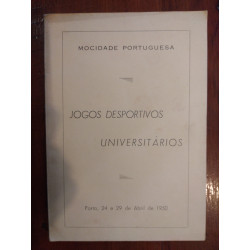 MOCIDADE PORTUGUESA
JOGOS DESPORTIVOS
UNIVERSITÁRIOS
Porto, 24 a 29 de Abril de